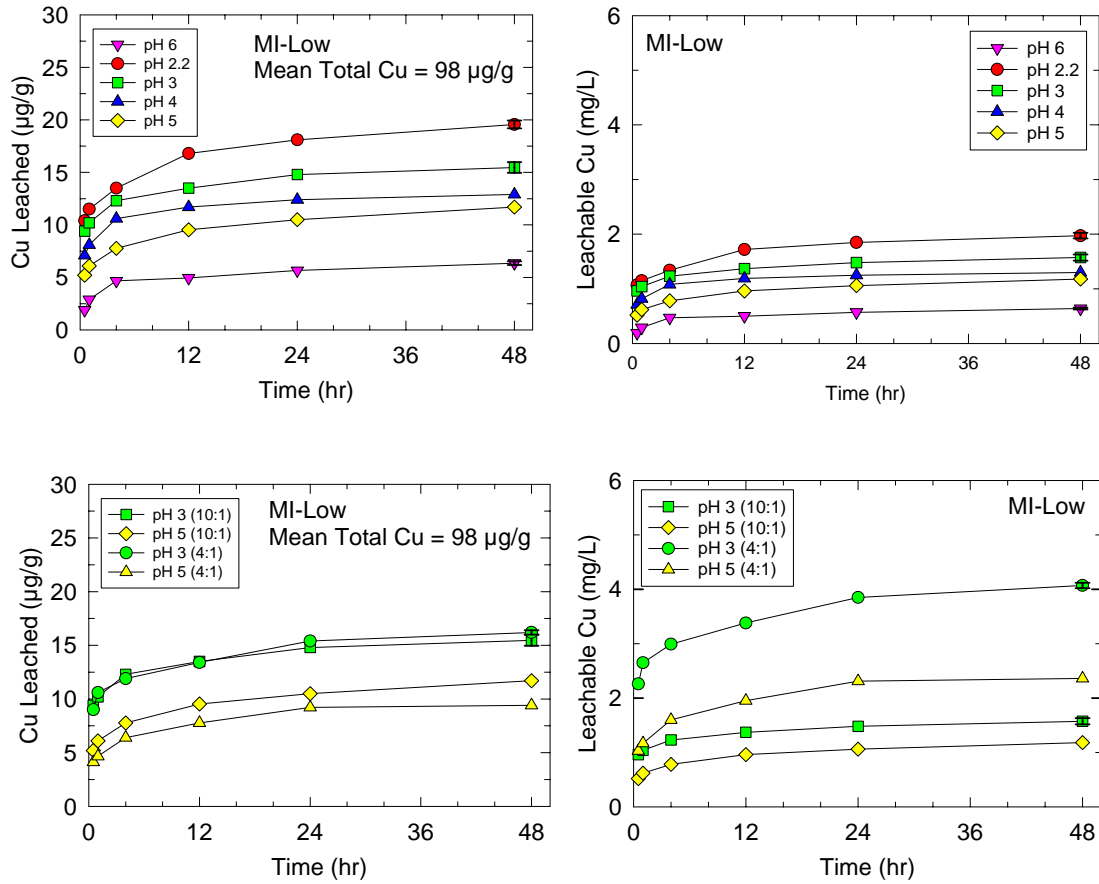 MI-Low
Mean Total Cu = 98 µg/g
pH 6
pH 2.2
pH 3
pH 4
pH 5
Cu Leached (µg/g)
30
25
20
15
10
5
0
0 12 24 36 48
Time (hr)
MI-Low
pH 6
pH 2.2
pH 3
pH 4
pH 5
Leachable Cu (mg/L)
6
4
2
0
0 12 24 36 48
Time (hr)
MI-Low
Mean Total Cu = 98 µg/g
pH 3 (10:1)
pH 5 (10:1)
pH 3 (4:1)
pH 5 (4:1)
Cu Leached (µg/g)
30
25
20
15
10
5
0
0 12 24 36 48
Time (hr)
MI-Low
pH 3 (10:1)
pH 5 (10:1)
pH 3 (4:1)
pH 5 (4:1)
Leachable Cu (mg/L)
6
4
2
0
0 12 24 36 48
Time (hr)